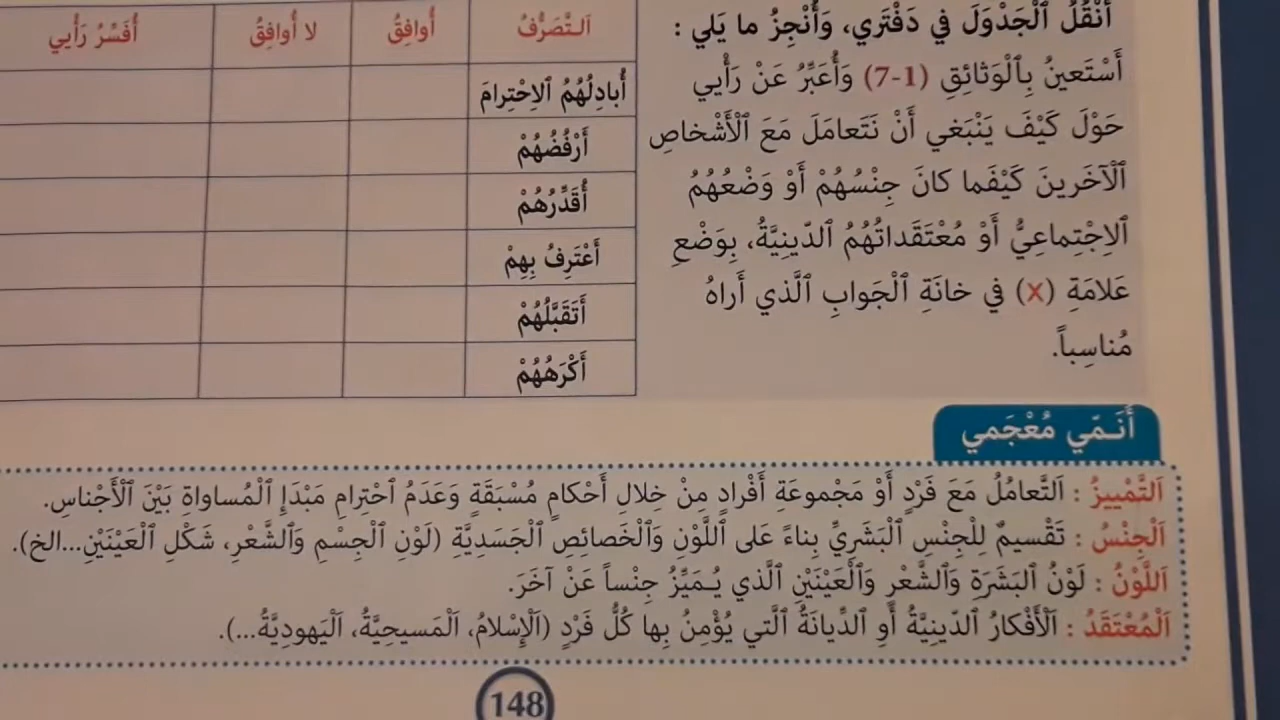 أَنْقُلُ ٱلْجَدْوَلَ في دَفْتَري، وَأُنْجِزُ ما يَلي :
أَسْتَعينُ بِٱلْوَثائِقِ (1-7) وَأُعَبِّرُ عَنْ رَأْيي
حَوْلَ كَيْفَ يَنْبَغي أَنْ نَتَعامَلَ مَعَ ٱلْأَشْخاصِ
ٱلْآخَرينَ كَيْفَما كانَ جِنْسُهُمْ أَوْ وَضْعُهُمُ
ٱلِاجْتِماعِيُّ أَوْ مُعْتَقَداتُهُمُ ٱلدّينِيَّةُ، بِوَضْعِ
عَلامَةِ (x) في خانَةِ ٱلْجَوابِ ٱلَّذي أَراهُ
مُناسِباً.
اَلتَّصَرُّفُ أُوافِقُ لا أُوافِقُ أُفَسِّرُ رَأْيي
أُبادِلُهُمُ ٱلِاحْتِرامَ
أَرْفُضُهُمْ
أُقَدِّرُهُمْ
أَعْتَرِفُ بِهِمْ
أَتَقَبَّلُهُمْ
أَكْرَهُهُمْ
أُنَـمّي مُعْجَمي
اَلتَّمْييزُ : اَلتَّعامُلُ مَعَ فَرْدٍ أَوْ مَجْموعَةِ أَفْرادٍ مِنْ خِلالِ أَحْكامٍ مُسْبَقَةٍ وَعَدَمُ ٱحْتِرامِ مَبْدَإِ ٱلْمُساواةِ بَيْنَ ٱلْأَجْناسِ.
اَلْجِنْسُ : تَقْسيمٌ لِلْجِنْسِ ٱلْبَشَرِيِّ بِناءً عَلى ٱللَّوْنِ وَٱلْخَصائِصِ ٱلْجَسَدِيَّةِ (لَوْنِ ٱلْجِسْمِ وَٱلشَّعْرِ، شَكْلِ ٱلْعَيْنَيْنِ...الخ).
اَللَّوْنُ : لَوْنُ ٱلبَشَرَةِ وَٱلشَّعْرِ وَٱلْعَيْنَيْنِ ٱلَّذي يُـمَيِّزُ جِنْساً عَنْ آخَرَ.
اَلْمُعْتَقَدُ : اَلْأَفْكارُ ٱلدّينِيَّةُ أَوِ ٱلدِّيانَةُ ٱلَّتي يُؤْمِنُ بِها كُلُّ فَرْدٍ (اَلْإِسْلامُ، اَلْمَسيحِيَّةُ، اَلْيَهودِيَّةُ...).
148